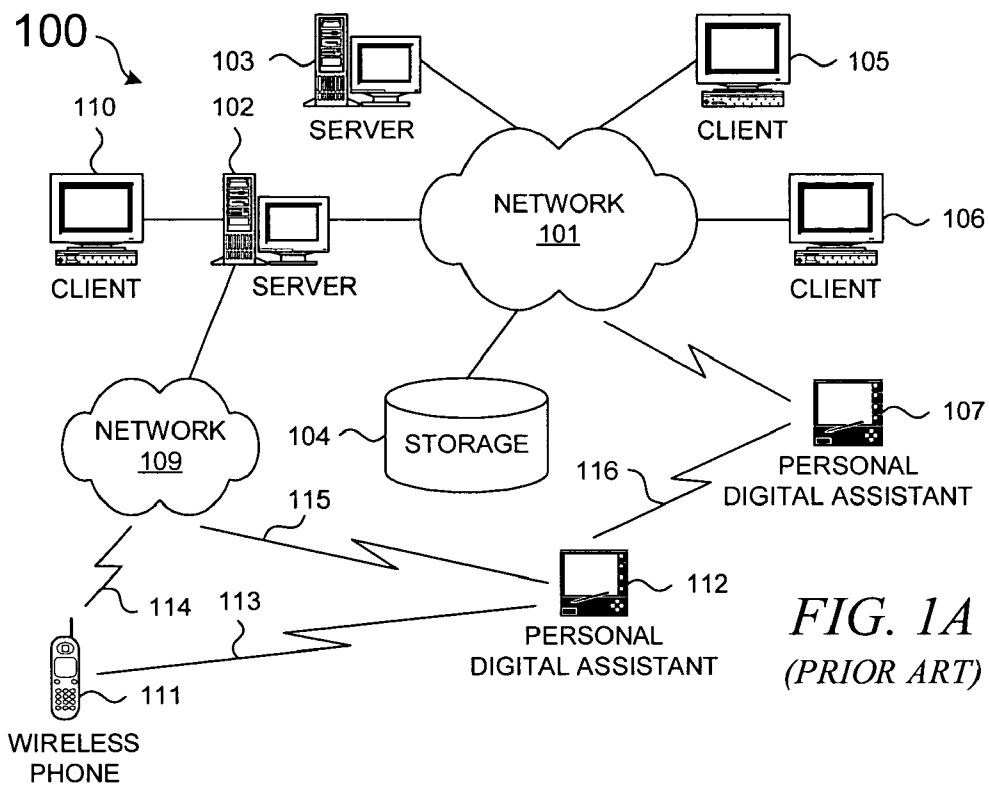 100
103
SERVER
105
CLIENT
110
102
CLIENT
SERVER
NETWORK
101
106
CLIENT
NETWORK
109
104
STORAGE
107
PERSONAL
DIGITAL ASSISTANT
116
115
114
113
112
PERSONAL
DIGITAL ASSISTANT
111
WIRELESS
PHONE
FIG. 1A
(PRIOR ART)